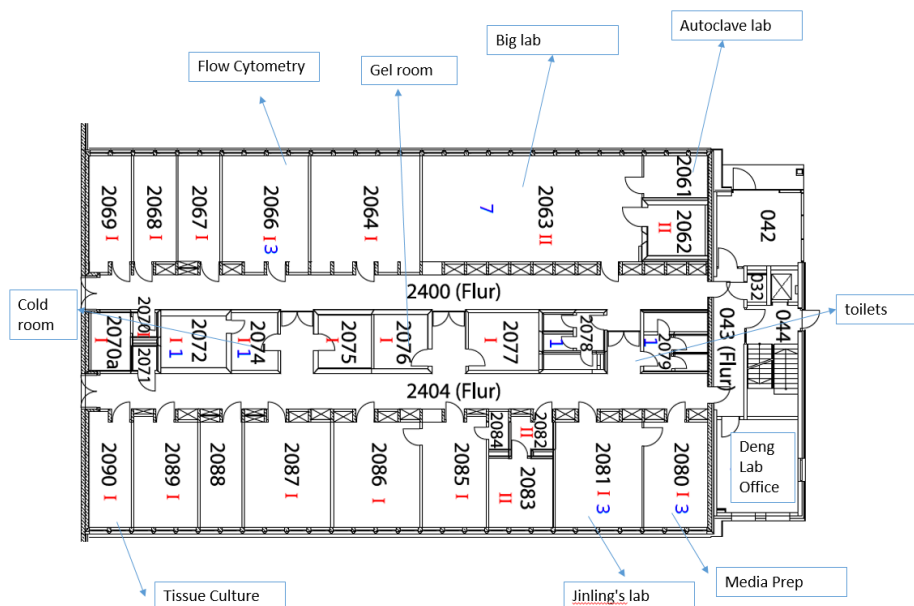 Autoclave lab
Big lab
Flow Cytometry
Gel room
2069 I
2068 I
2067 I
2066 I 3
2064 I
7
2063 II
2061
2062
II
042
2400 (Flur)
032
Cold
room
toilets
2070a
I
2070
I
2071
2072
I 1
2074
I 1
2075
I
2076
I
2077
I
2078
1
2079
1
043 (Flur)
044
2404 (Flur)
2090 I
2089 I
2088
2087 I
2086 I
2085 I
2084
2082
II
2083
II
2081 I 3
2080 I 3
Deng
Lab
Office
Tissue Culture
Jinling's lab
Media Prep